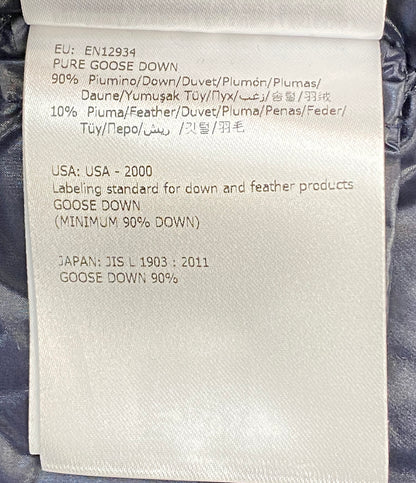 EU: EN12934
PURE GOOSE DOWN
90% Piumino/Down/Duvet/Plumón/Plumas/
Daune/Yumuşak Tüy/Пух/زغب/솜털/羽绒
10% Piuma/Feather/Duvet/Pluma/Penas/Feder/
Tüy/Перо/ريش/깃털/羽毛
USA: USA - 2000
Labeling standard for down and feather products
GOOSE DOWN
(MINIMUM 90% DOWN)
JAPAN: JIS L 1903 : 2011
GOOSE DOWN 90%